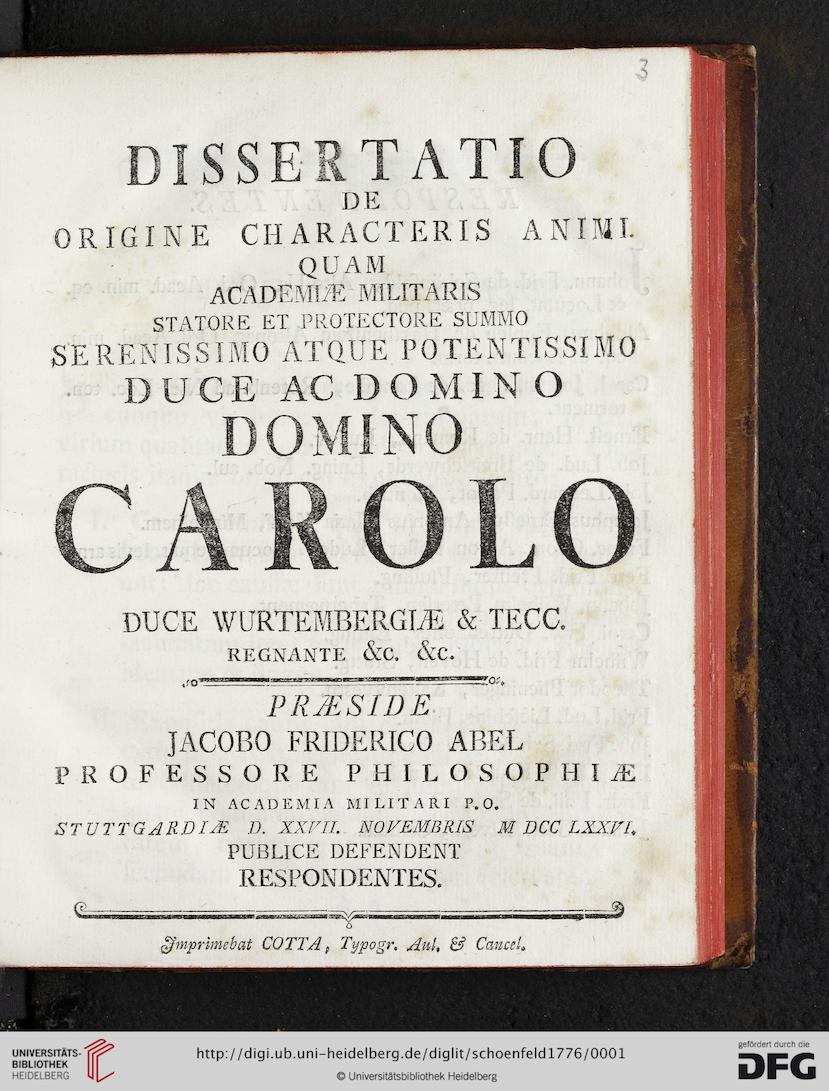 3
DISSERTATIO
DE
ORIGINE CHARACTERIS ANIMI.
QUAM
ACADEMIÆ MILITARIS
STATORE ET PROTECTORE SUMMO
SERENISSIMO ATQUE POTENTISSIMO
DUCE AC DOMINO
DOMINO
CAROLO
DUCE WURTEMBERGIÆ & TECC.
REGNANTE &c. &c.
PRÆSIDE
JACOBO FRIDERICO ABEL
PROFESSORE PHILOSOPHIÆ
IN ACADEMIA MILITARI P. O.
STUTTGARDIÆ D. XXVII. NOVEMBRIS M DCC LXXVI.
PUBLICE DEFENDENT
RESPONDENTES.
Imprimebat COTTA, Typogr. Aul. & Cancel.
UNIVERSITÄTS-
BIBLIOTHEK
HEIDELBERG
http://digi.ub.uni-heidelberg.de/diglit/schoenfeld1776/0001
© Universitätsbibliothek Heidelberg
gefördert durch die
DFG